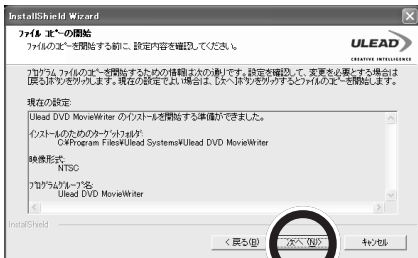 InstallShield Wizard
ファイル コピーの開始
ファイルのコピーを開始する前に、設定内容を確認してください。
ULEAD
CREATIVE INTELLIGENCE
プログラム ファイルのコピーを開始するための情報は次の通りです。設定を確認して、変更を必要とする場合は
[戻る]ボタンをクリックします。現在の設定でよい場合は、[次へ]ボタンをクリックするとファイルのコピーを開始します。
現在の設定:
Ulead DVD MovieWriter のインストールを開始する準備ができました。
インストールのためのターゲットフォルダ:
C:¥Program Files¥Ulead Systems¥Ulead DVD MovieWriter
映像形式:
NTSC
プログラムグループ名:
Ulead DVD MovieWriter
InstallShield
< 戻る(B)
次へ (N)>
キャンセル